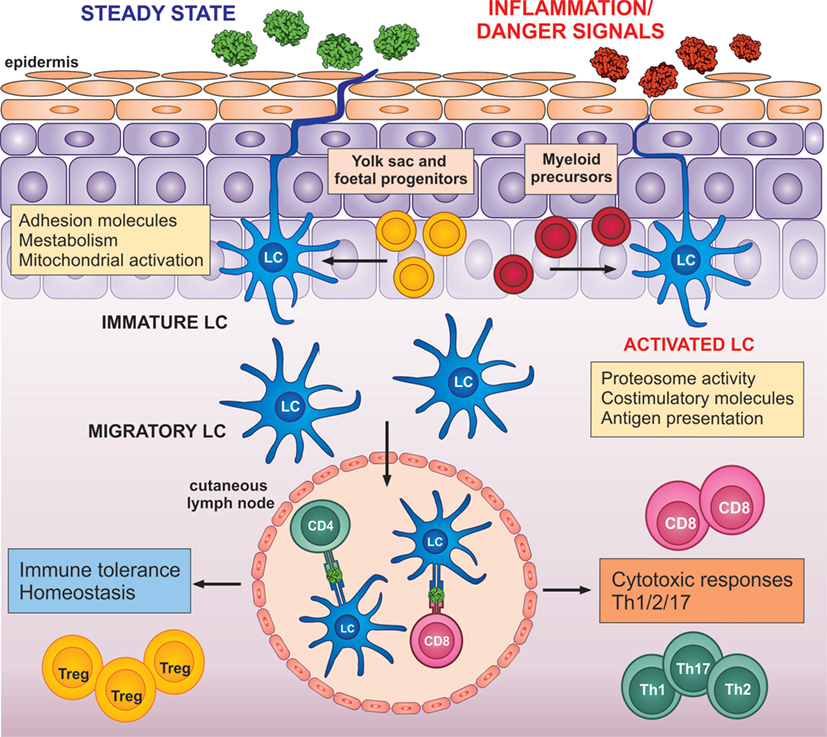 STEADY STATE
INFLAMMATION/
DANGER SIGNALS
epidermis
Yolk sac and
foetal progenitors
Myeloid
precursors
Adhesion molecules
Mestabolism
Mitochondrial activation
LC
LC
IMMATURE LC
ACTIVATED LC
Proteosome activity
Costimulatory molecules
Antigen presentation
LC
LC
MIGRATORY LC
cutaneous
lymph node
CD4
LC
LC
CD8
CD8
CD8
Immune tolerance
Homeostasis
Cytotoxic responses
Th1/2/17
Treg
Treg
Treg
Th1
Th17
Th2